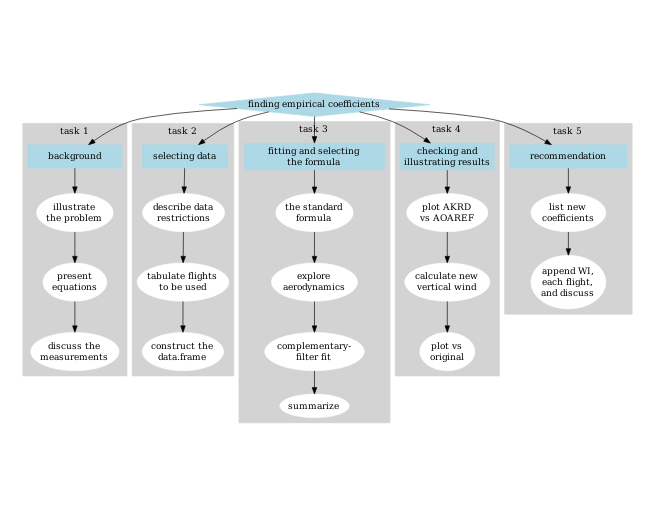 finding empirical coefficients
task 1
background
illustrate
the problem
present
equations
discuss the
measurements
task 2
selecting data
describe data
restrictions
tabulate flights
to be used
construct the
data.frame
task 3
fitting and selecting
the formula
the standard
formula
explore
aerodynamics
complementary-
filter fit
summarize
task 4
checking and
illustrating results
plot AKRD
vs AOAREF
calculate new
vertical wind
plot vs
original
task 5
recommendation
list new
coefficients
append WI,
each flight,
and discuss